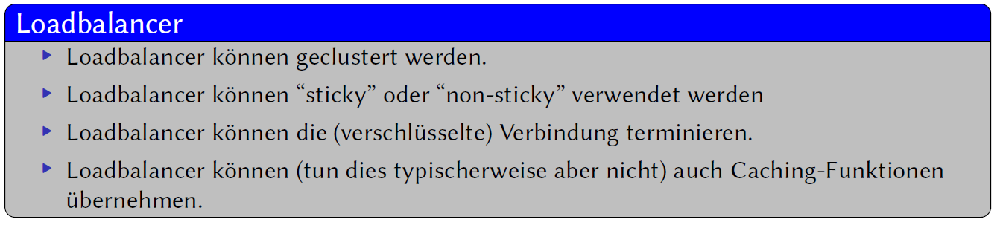 Loadbalancer
Loadbalancer können geclustert werden.
Loadbalancer können “sticky” oder “non-sticky” verwendet werden
Loadbalancer können die (verschlüsselte) Verbindung terminieren.
Loadbalancer können (tun dies typischerweise aber nicht) auch Caching-Funktionen
übernehmen.